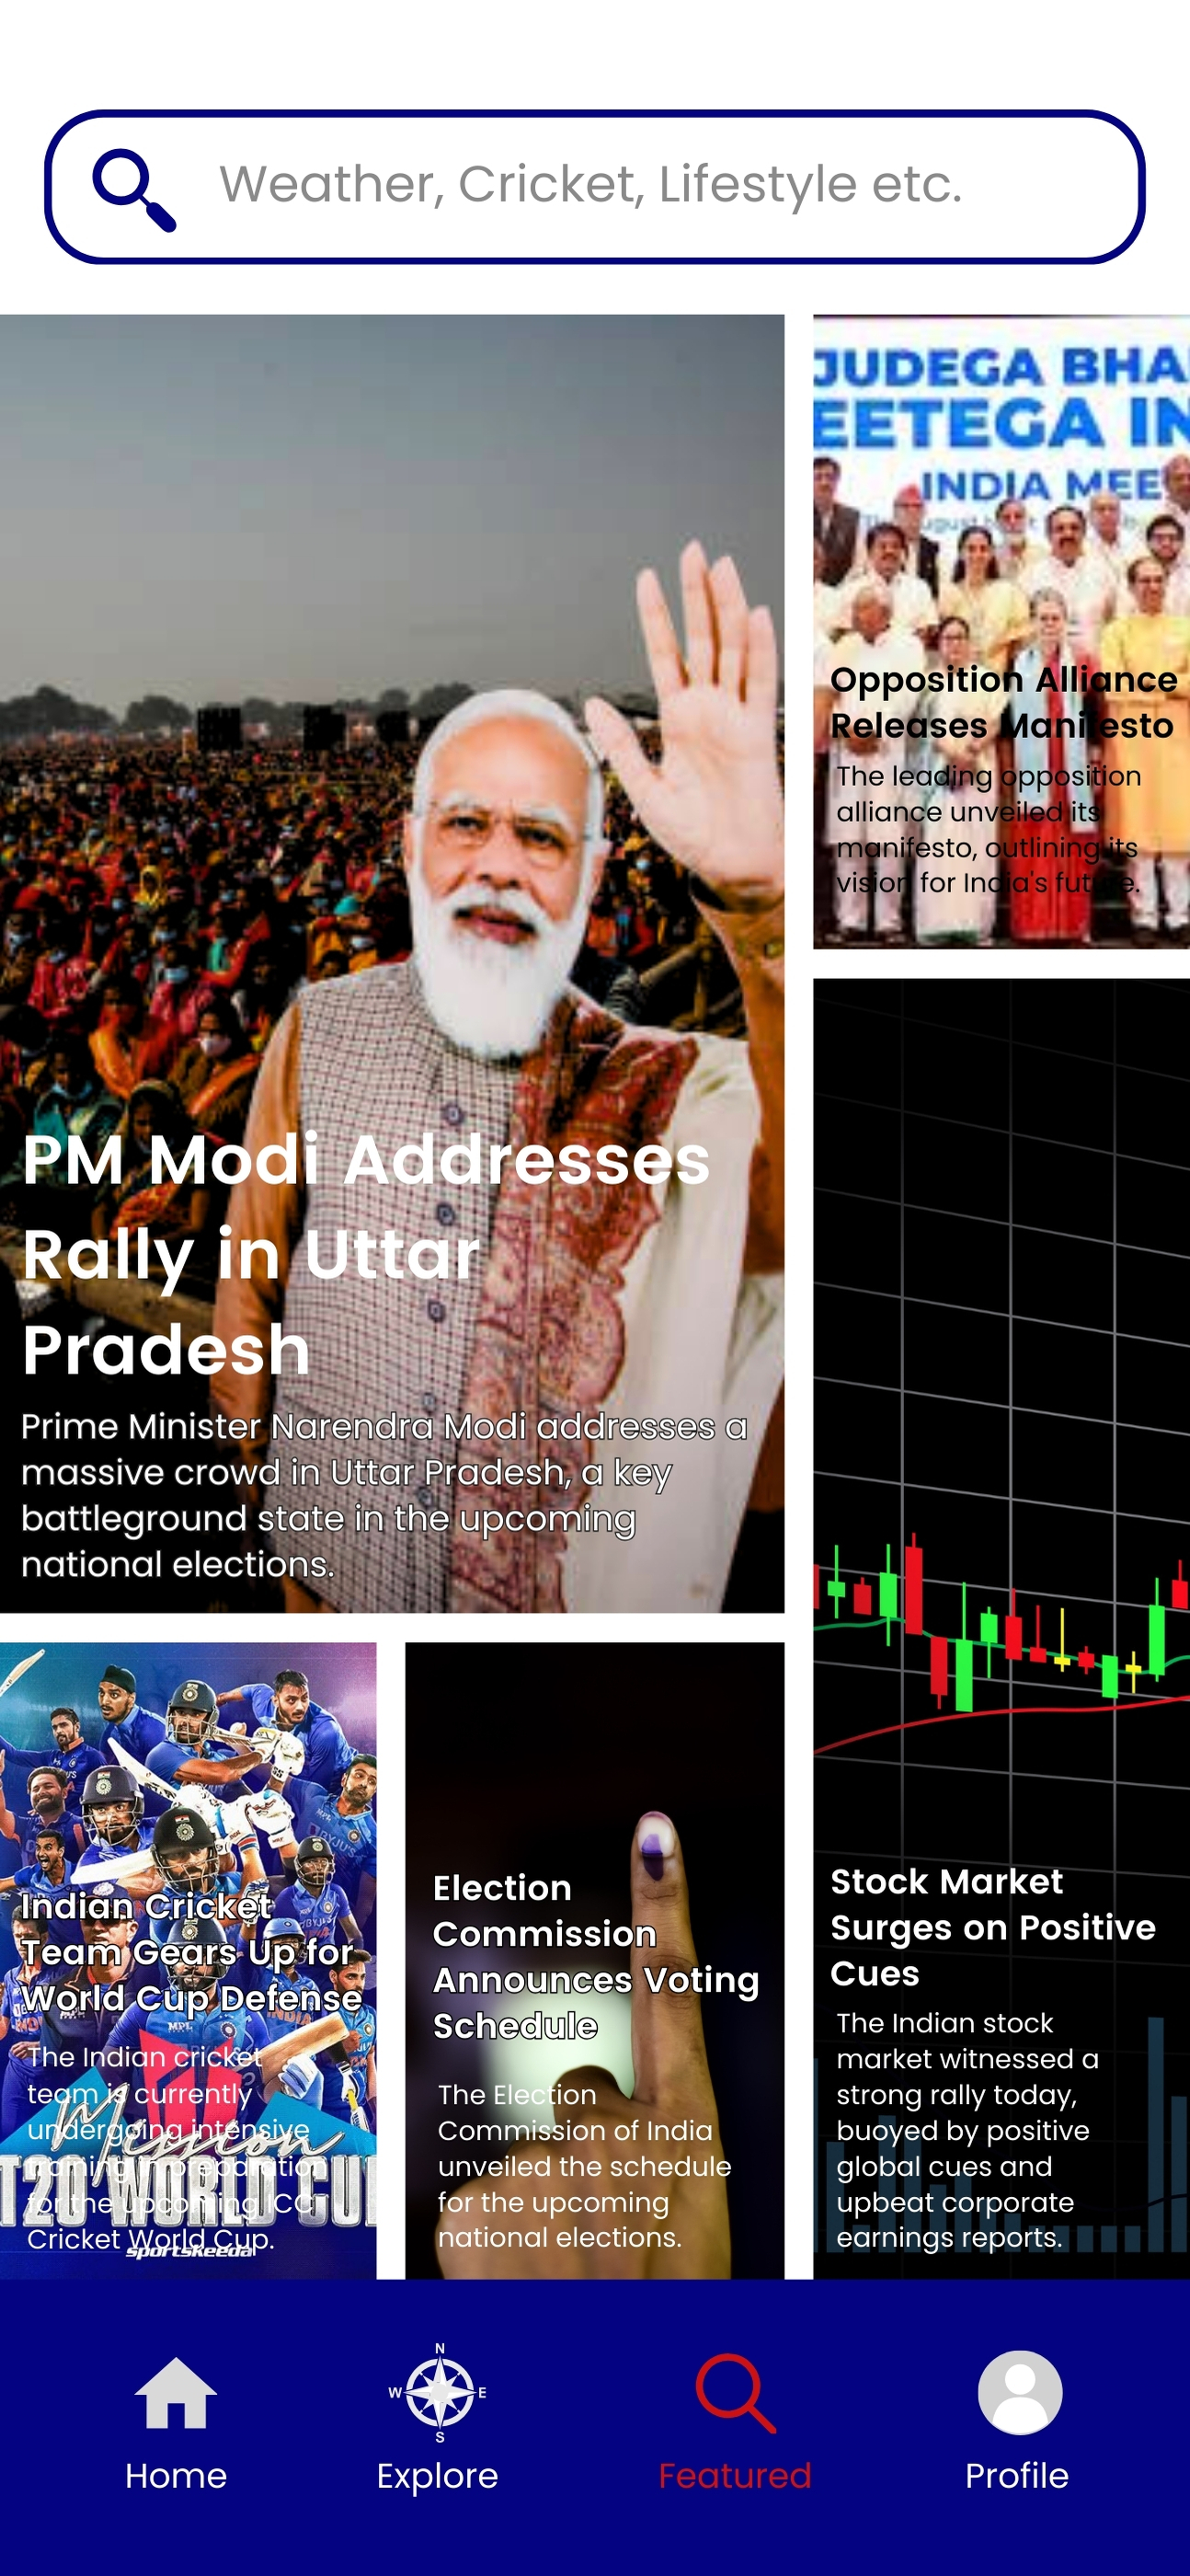 Weather, Cricket, Lifestyle etc.
PM Modi Addresses
Rally in Uttar
Pradesh
Prime Minister Narendra Modi addresses a
massive crowd in Uttar Pradesh, a key
battleground state in the upcoming
national elections.
JUDEGA BHA
EETEGA IN
INDIA MEE
Opposition Alliance
Releases Manifesto
The leading opposition
alliance unveiled its
manifesto, outlining its
vision for India's future.
Indian Cricket
Team Gears Up for
World Cup Defense
The Indian cricket
team is currently
undergoing intensive
training in preparation
for the upcoming ICC
Cricket World Cup.
Mission
T20 WORLD CU
sportskeeda
Election
Commission
Announces Voting
Schedule
The Election
Commission of India
unveiled the schedule
for the upcoming
national elections.
Stock Market
Surges on Positive
Cues
The Indian stock
market witnessed a
strong rally today,
buoyed by positive
global cues and
upbeat corporate
earnings reports.
N
W E
S
Home Explore Featured Profile